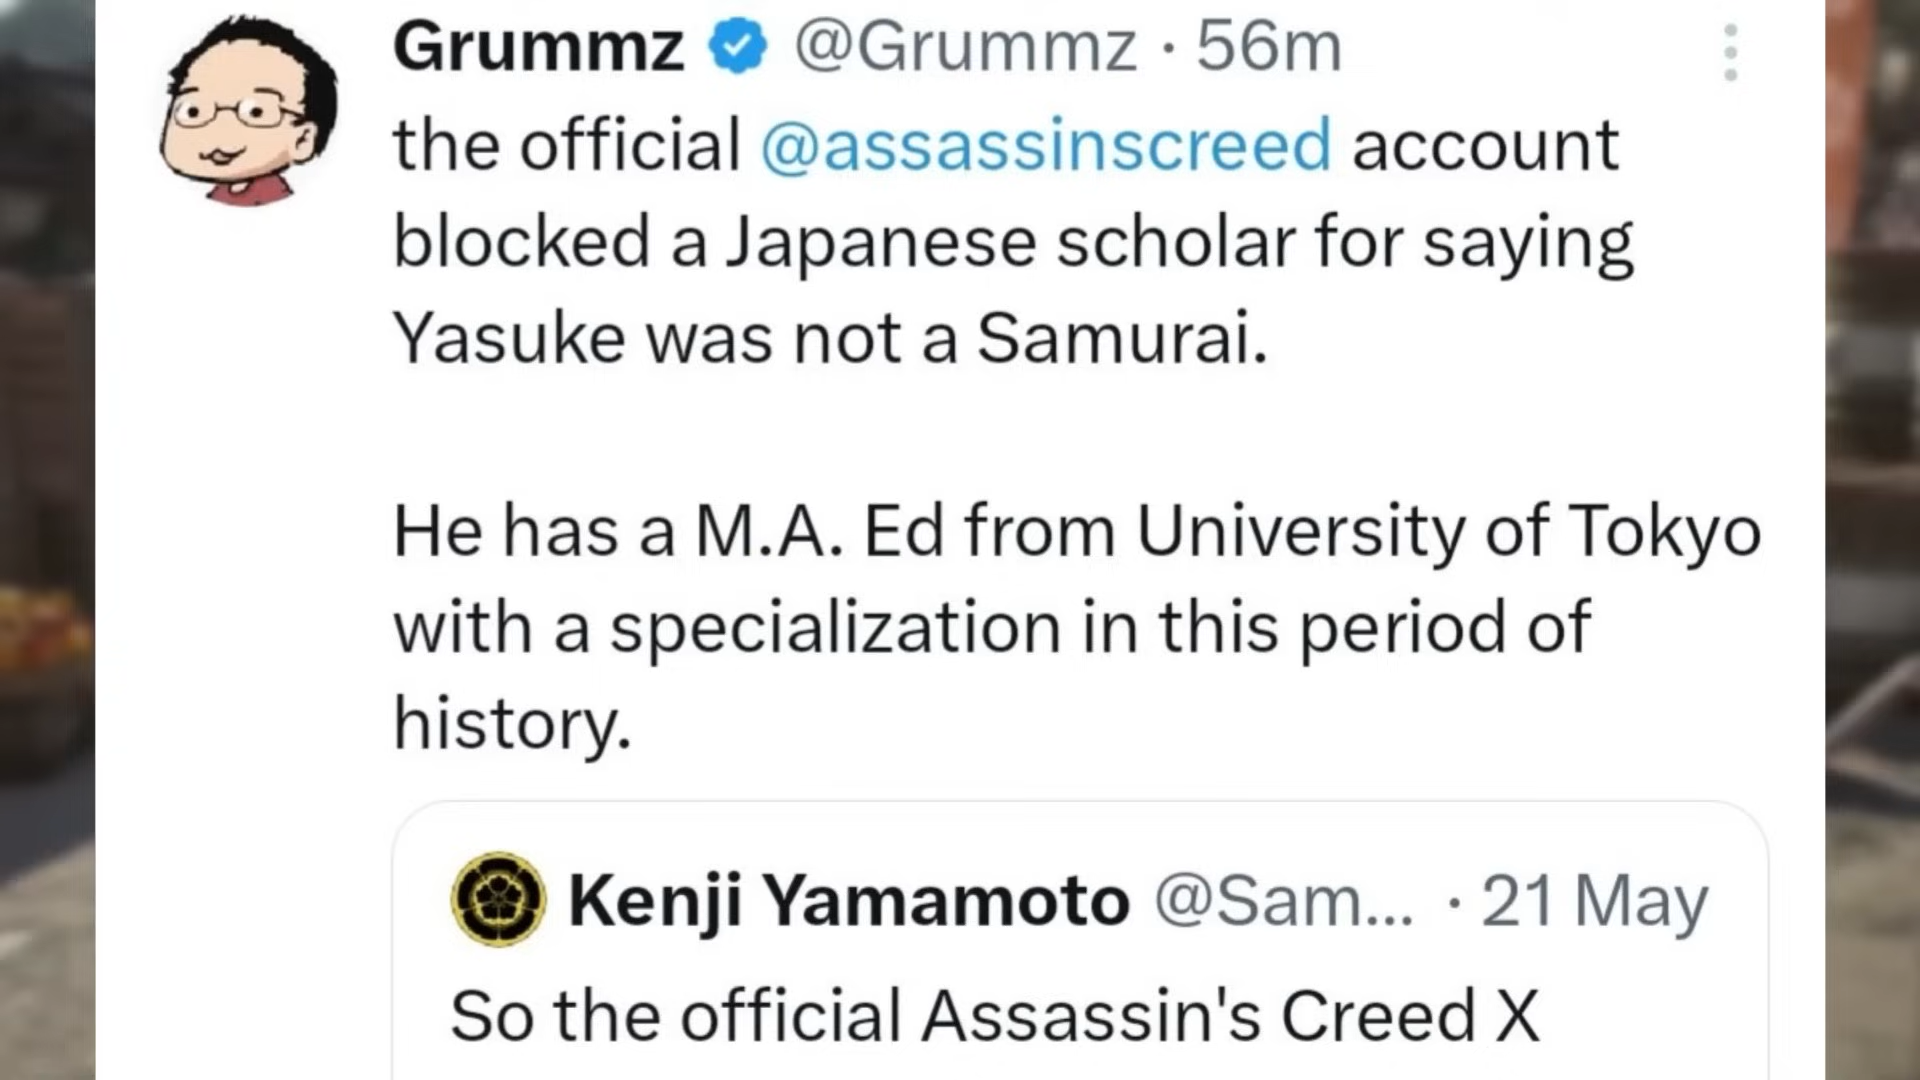 Grummz @Grummz · 56m
the official @assassinscreed account
blocked a Japanese scholar for saying
Yasuke was not a Samurai.
He has a M.A. Ed from University of Tokyo
with a specialization in this period of
history.
Kenji Yamamoto @Sam... · 21 May
So the official Assassin's Creed X